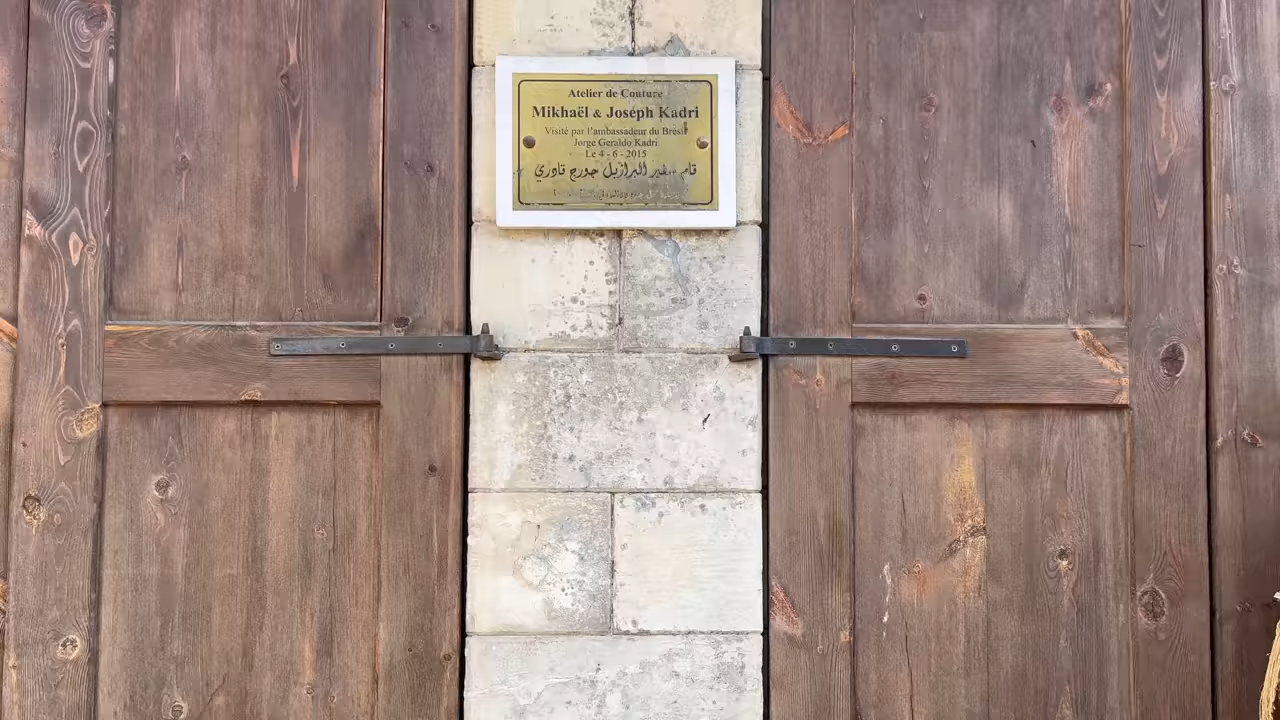 Atelier de Couture
Mikhaël & Joseph Kadri
Visité par l'ambassadeur du Brésil
Jorge Geraldo Kadri
Le 4 - 6 - 2015
قام سفير البرازيل جورج قادري